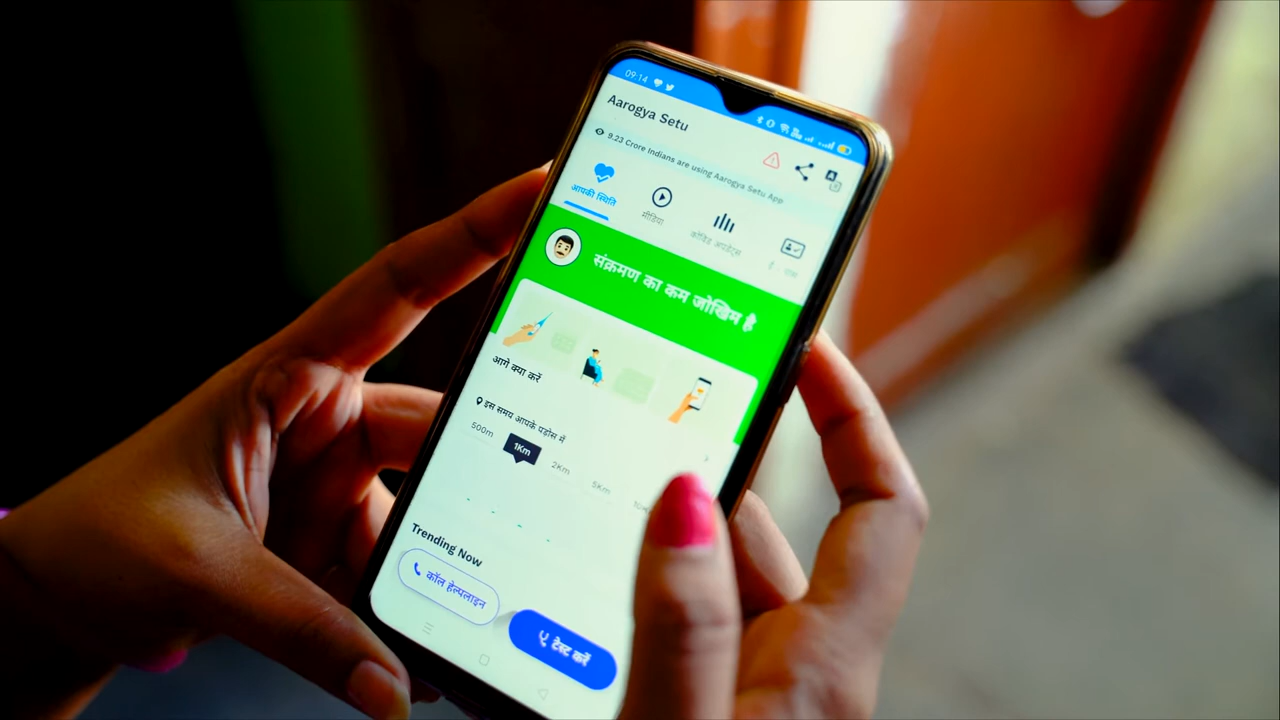 09:14
Aarogya Setu
9.23 Crore Indians are using Aarogya Setu App
आपकी स्थिति
मीडिया
कोविड अपडेट्स
संक्रमण का कम जोखिम है
आगे क्या करें
इस समय आपके पड़ोस में
500m
1Km
2Km
5Km
Trending Now
कॉल हेल्पलाइन
टेस्ट करें